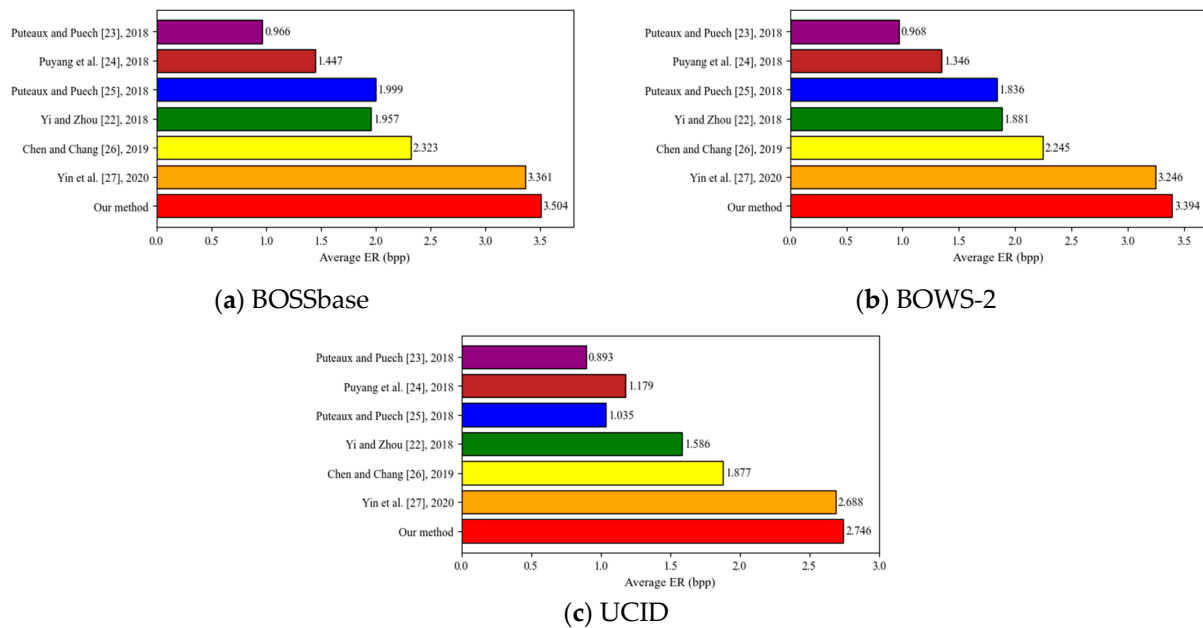 Puteaux and Puech [23], 2018 0.966
Puyang et al. [24], 2018 1.447
Puteaux and Puech [25], 2018 1.999
Yi and Zhou [22], 2018 1.957
Chen and Chang [26], 2019 2.323
Yin et al. [27], 2020 3.361
Our method 3.504
0.0 0.5 1.0 1.5 2.0 2.5 3.0 3.5
Average ER (bpp)
(a) BOSSbase
Puteaux and Puech [23], 2018 0.968
Puyang et al. [24], 2018 1.346
Puteaux and Puech [25], 2018 1.836
Yi and Zhou [22], 2018 1.881
Chen and Chang [26], 2019 2.245
Yin et al. [27], 2020 3.246
Our method 3.394
0.0 0.5 1.0 1.5 2.0 2.5 3.0 3.5
Average ER (bpp)
(b) BOWS-2
Puteaux and Puech [23], 2018 0.893
Puyang et al. [24], 2018 1.179
Puteaux and Puech [25], 2018 1.035
Yi and Zhou [22], 2018 1.586
Chen and Chang [26], 2019 1.877
Yin et al. [27], 2020 2.688
Our method 2.746
0.0 0.5 1.0 1.5 2.0 2.5 3.0
Average ER (bpp)
(c) UCID